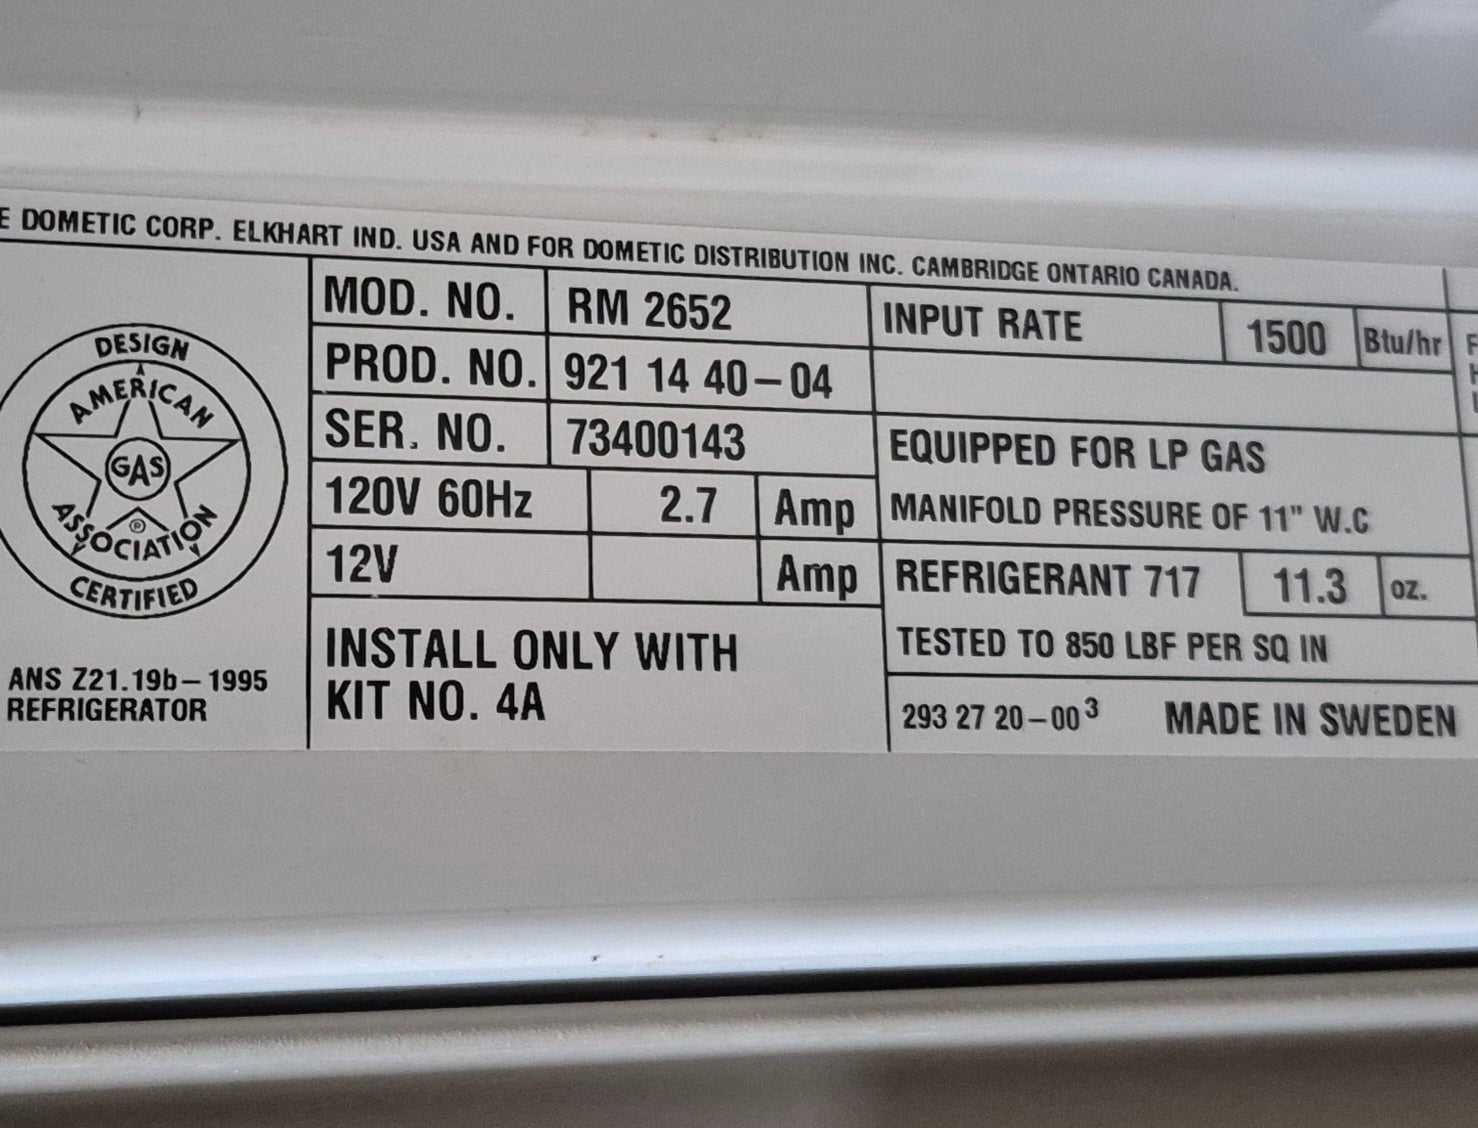 E DOMETIC CORP. ELKHART IND. USA AND FOR DOMETIC DISTRIBUTION INC. CAMBRIDGE ONTARIO CANADA.
DESIGN
AMERICAN
GAS
ASSOCIATION
®
CERTIFIED
ANS Z21.19b–1995
REFRIGERATOR
MOD. NO. RM 2652
PROD. NO. 921 14 40–04
SER. NO. 73400143
120V 60Hz 2.7 Amp
12V Amp
INSTALL ONLY WITH
KIT NO. 4A
INPUT RATE 1500 Btu/hr
EQUIPPED FOR LP GAS
MANIFOLD PRESSURE OF 11" W.C
REFRIGERANT 717 11.3 oz.
TESTED TO 850 LBF PER SQ IN
293 27 20–00³ MADE IN SWEDEN